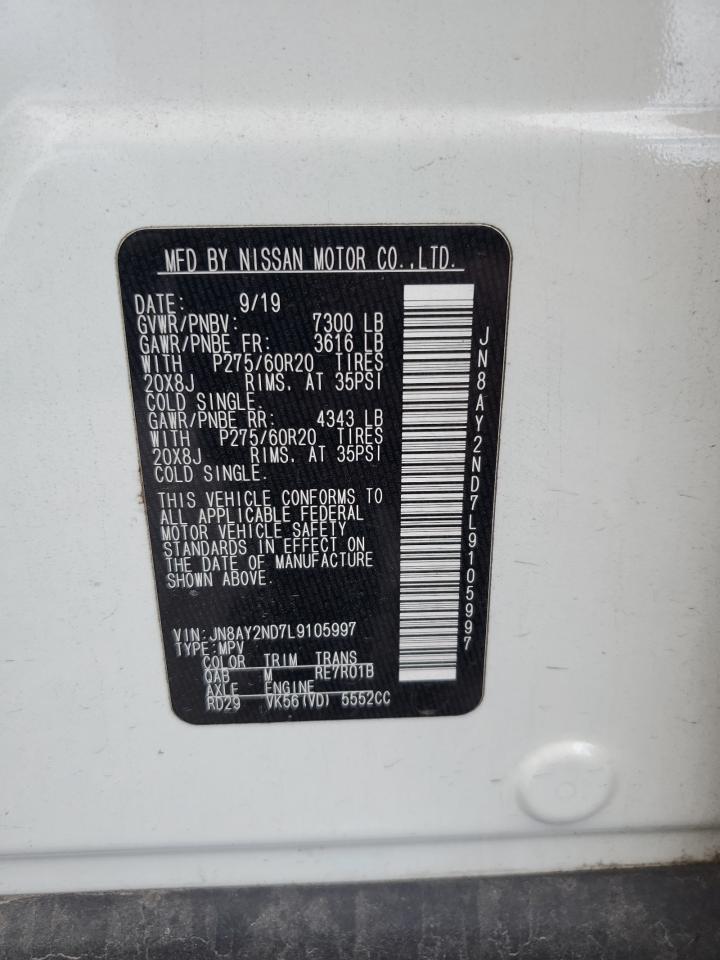 MFD BY NISSAN MOTOR CO.,LTD.
DATE: 9/19
GVWR/PNBV: 7300 LB
GAWR/PNBE FR: 3616 LB
WITH P275/60R20 TIRES
20X8J RIMS. AT 35PSI
COLD SINGLE.
GAWR/PNBE RR: 4343 LB
WITH P275/60R20 TIRES
20X8J RIMS. AT 35PSI
COLD SINGLE.
THIS VEHICLE CONFORMS TO
ALL APPLICABLE FEDERAL
MOTOR VEHICLE SAFETY
STANDARDS IN EFFECT ON
THE DATE OF MANUFACTURE
SHOWN ABOVE.
VIN: JN8AY2ND7L9105997
TYPE: MPV
COLOR TRIM TRANS
QAB M RE7R01B
AXLE ENGINE
RD29 VK56(VD) 5552CC
JN8AY2ND7L9105997